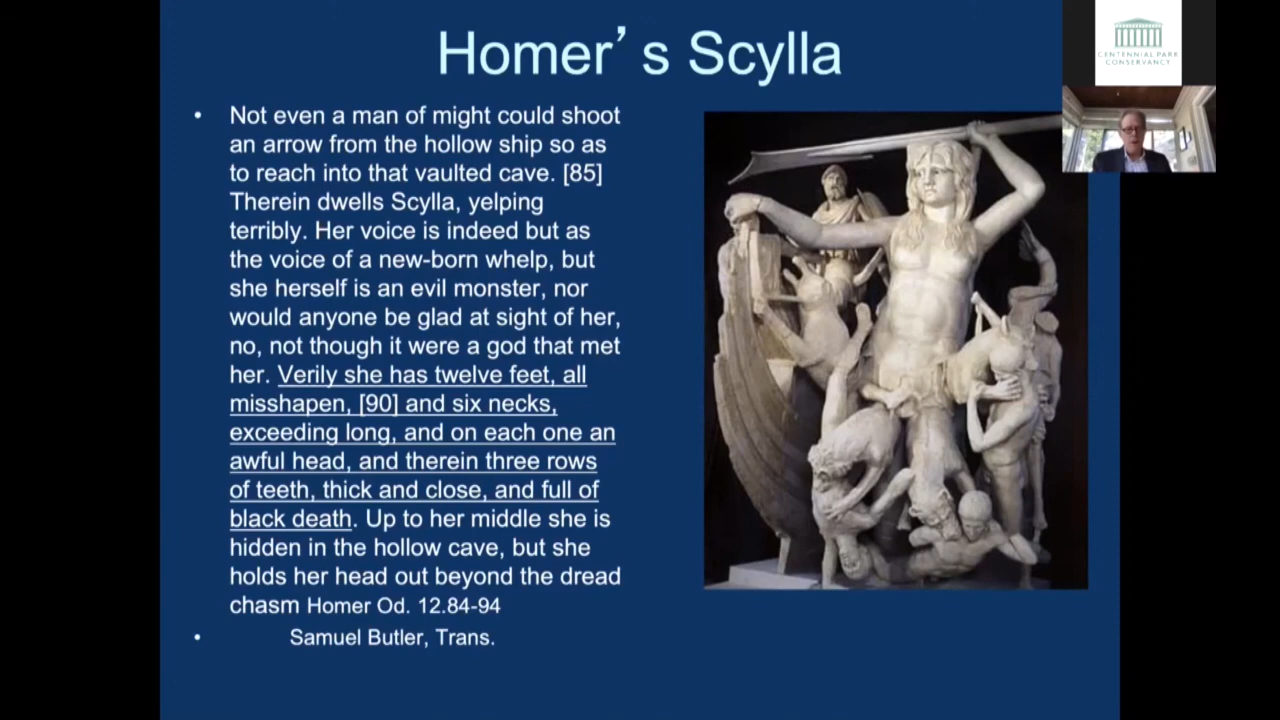 Homer's Scylla
• Not even a man of might could shoot
an arrow from the hollow ship so as
to reach into that vaulted cave. [85]
Therein dwells Scylla, yelping
terribly. Her voice is indeed but as
the voice of a new-born whelp, but
she herself is an evil monster, nor
would anyone be glad at sight of her,
no, not though it were a god that met
her. Verily she has twelve feet, all
misshapen, [90] and six necks,
exceeding long, and on each one an
awful head, and therein three rows
of teeth, thick and close, and full of
black death. Up to her middle she is
hidden in the hollow cave, but she
holds her head out beyond the dread
chasm Homer Od. 12.84-94
• Samuel Butler, Trans.
CENTENNIAL PARK
CONSERVANCY